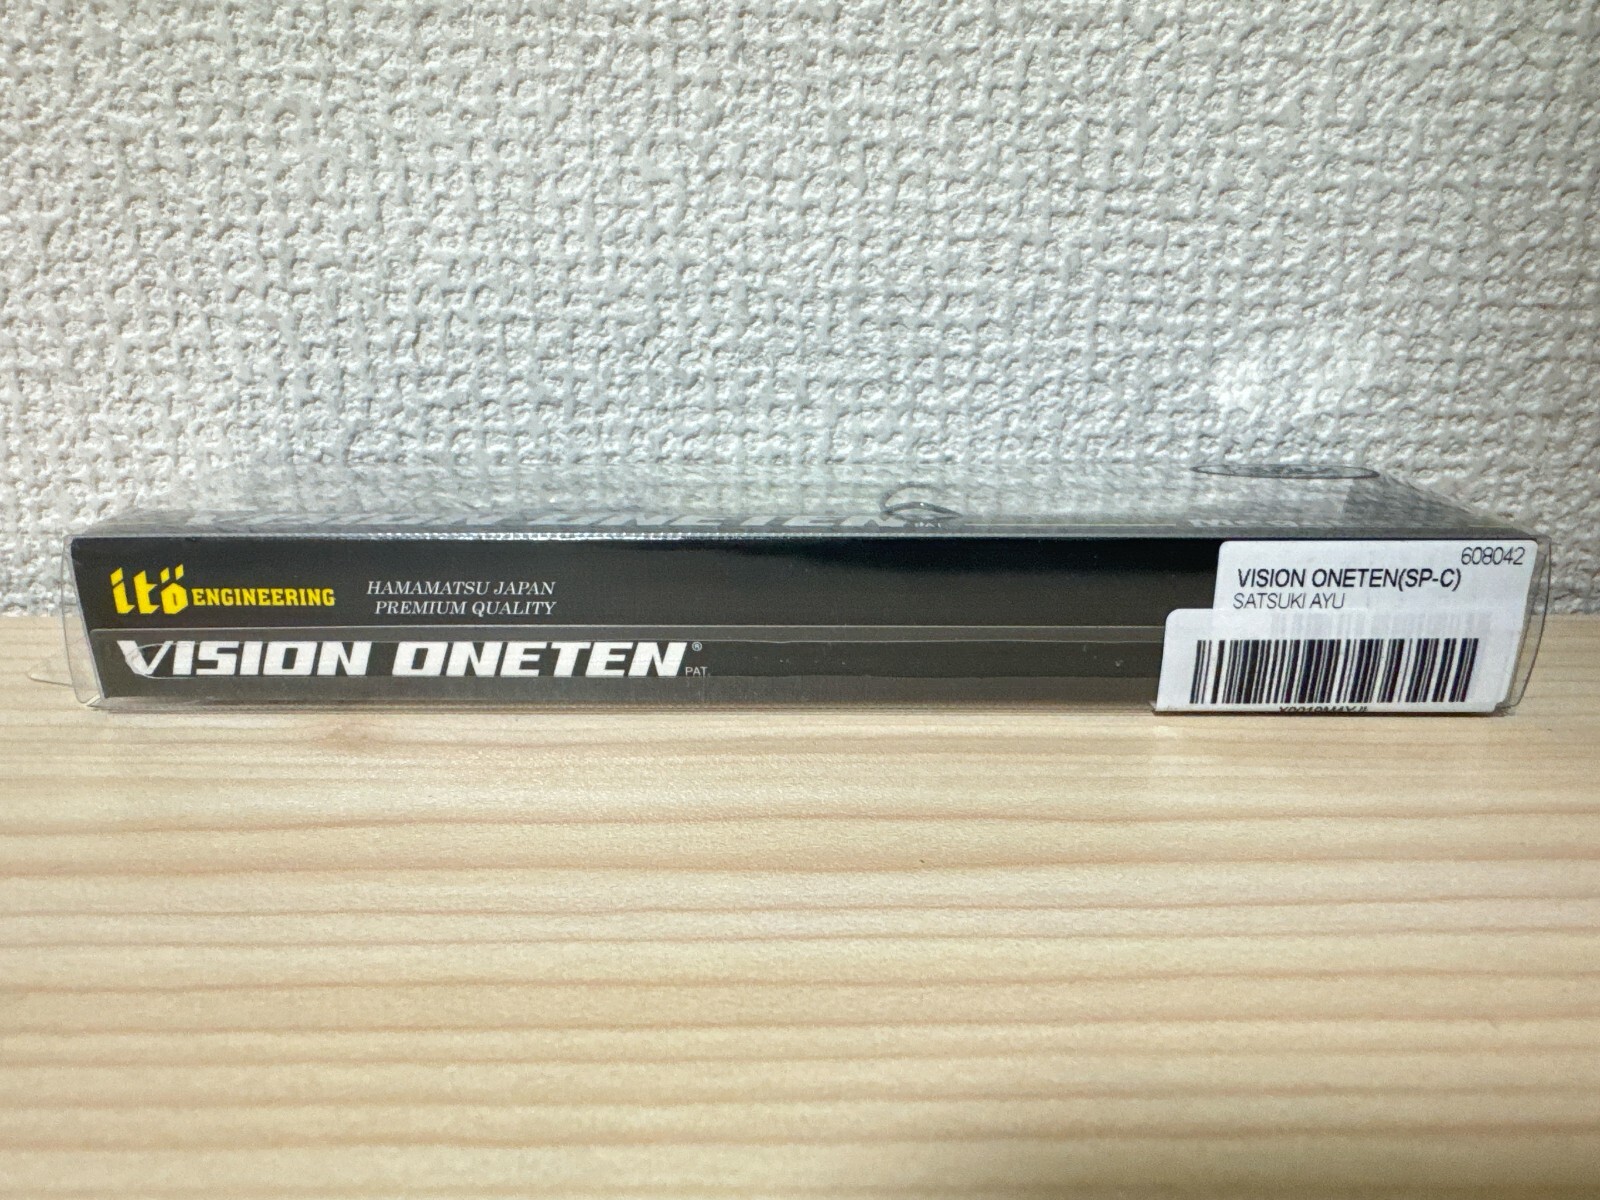 itö ENGINEERING
HAMAMATSU JAPAN
PREMIUM QUALITY
VISION ONETEN®
PAT.
608042
VISION ONETEN(SP-C)
SATSUKI AYU